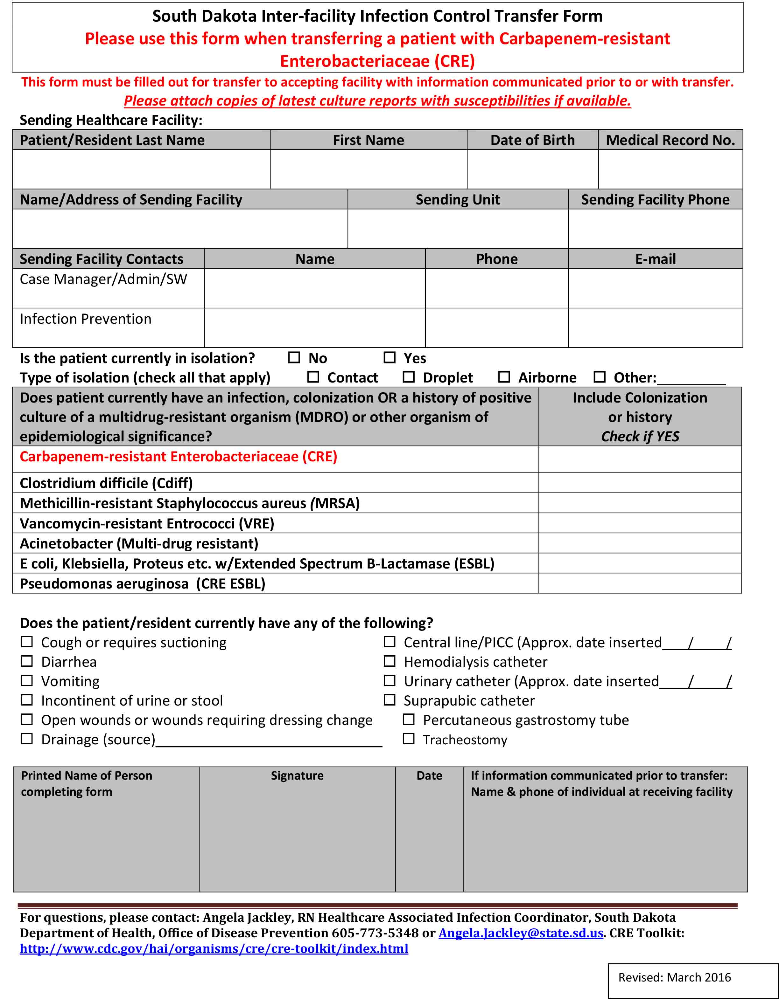 South Dakota Inter-facility Infection Control Transfer Form
Please use this form when transferring a patient with Carbapenem-resistant
Enterobacteriaceae (CRE)
This form must be filled out for transfer to accepting facility with information communicated prior to or with transfer.
Please attach copies of latest culture reports with susceptibilities if available.
Sending Healthcare Facility:
Patient/Resident Last Name First Name Date of Birth Medical Record No.
Name/Address of Sending Facility Sending Unit Sending Facility Phone
Sending Facility Contacts Name Phone E-mail
Case Manager/Admin/SW
Infection Prevention
Is the patient currently in isolation? ☐ No ☐ Yes
Type of isolation (check all that apply) ☐ Contact ☐ Droplet ☐ Airborne ☐ Other:_________
Does patient currently have an infection, colonization OR a history of positive
culture of a multidrug-resistant organism (MDRO) or other organism of
epidemiological significance?
Include Colonization
or history
Check if YES
Carbapenem-resistant Enterobacteriaceae (CRE)
Clostridium difficile (Cdiff)
Methicillin-resistant Staphylococcus aureus (MRSA)
Vancomycin-resistant Entrococci (VRE)
Acinetobacter (Multi-drug resistant)
E coli, Klebsiella, Proteus etc. w/Extended Spectrum B-Lactamase (ESBL)
Pseudomonas aeruginosa (CRE ESBL)
Does the patient/resident currently have any of the following?
☐ Cough or requires suctioning ☐ Central line/PICC (Approx. date inserted___/____/
☐ Diarrhea ☐ Hemodialysis catheter
☐ Vomiting ☐ Urinary catheter (Approx. date inserted___/____/
☐ Incontinent of urine or stool ☐ Suprapubic catheter
☐ Open wounds or wounds requiring dressing change ☐ Percutaneous gastrostomy tube
☐ Drainage (source)______________________________ ☐ Tracheostomy
Printed Name of Person
completing form
Signature
Date
If information communicated prior to transfer:
Name & phone of individual at receiving facility
For questions, please contact: Angela Jackley, RN Healthcare Associated Infection Coordinator, South Dakota
Department of Health, Office of Disease Prevention 605-773-5348 or Angela.Jackley@state.sd.us. CRE Toolkit:
http://www.cdc.gov/hai/organisms/cre/cre-toolkit/index.html
Revised: March 2016